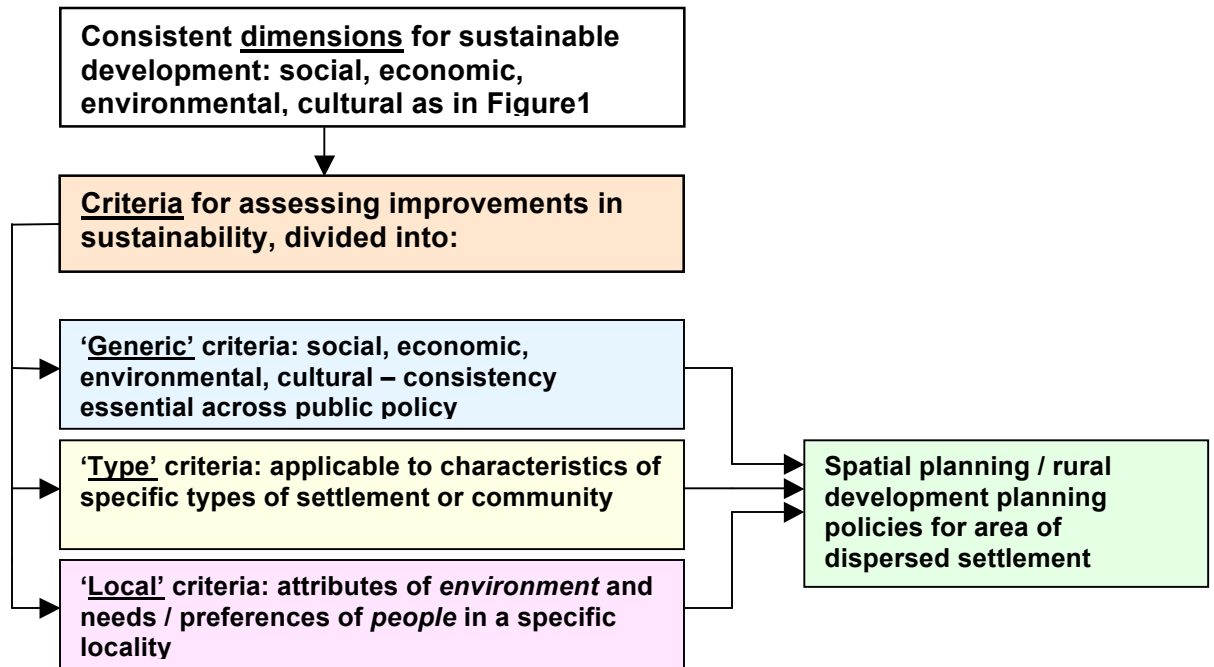 Consistent dimensions for sustainable
development: social, economic,
environmental, cultural as in Figure1
Criteria for assessing improvements in
sustainability, divided into:
‘Generic’ criteria: social, economic,
environmental, cultural – consistency
essential across public policy
‘Type’ criteria: applicable to characteristics of
specific types of settlement or community
‘Local’ criteria: attributes of environment and
needs / preferences of people in a specific
locality
Spatial planning / rural
development planning
policies for area of
dispersed settlement